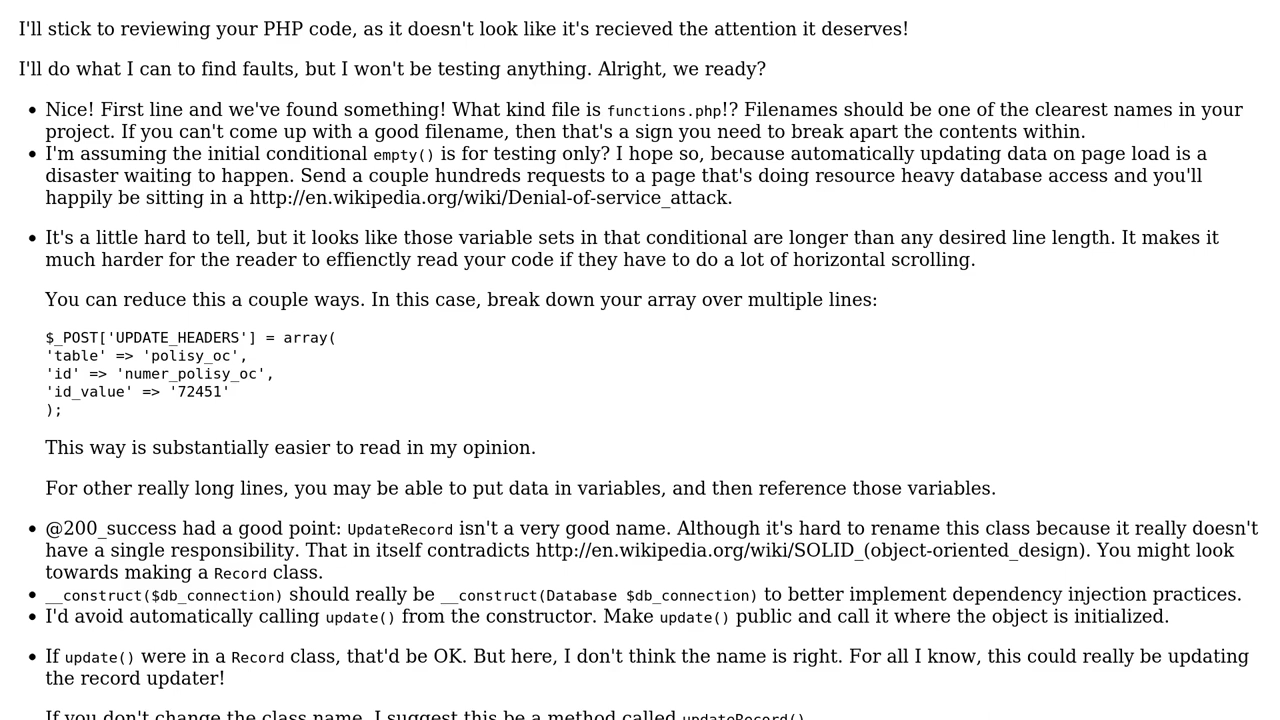 I'll stick to reviewing your PHP code, as it doesn't look like it's recieved the attention it deserves!
I'll do what I can to find faults, but I won't be testing anything. Alright, we ready?
• Nice! First line and we've found something! What kind file is functions.php!? Filenames should be one of the clearest names in your
project. If you can't come up with a good filename, then that's a sign you need to break apart the contents within.
• I'm assuming the initial conditional empty() is for testing only? I hope so, because automatically updating data on page load is a
disaster waiting to happen. Send a couple hundreds requests to a page that's doing resource heavy database access and you'll
happily be sitting in a http://en.wikipedia.org/wiki/Denial-of-service_attack.
• It's a little hard to tell, but it looks like those variable sets in that conditional are longer than any desired line length. It makes it
much harder for the reader to effienctly read your code if they have to do a lot of horizontal scrolling.
You can reduce this a couple ways. In this case, break down your array over multiple lines:
$_POST['UPDATE_HEADERS'] = array(
'table' => 'polisy_oc',
'id' => 'numer_polisy_oc',
'id_value' => '72451'
);
This way is substantially easier to read in my opinion.
For other really long lines, you may be able to put data in variables, and then reference those variables.
• @200_success had a good point: UpdateRecord isn't a very good name. Although it's hard to rename this class because it really doesn't
have a single responsibility. That in itself contradicts http://en.wikipedia.org/wiki/SOLID_(object-oriented_design). You might look
towards making a Record class.
• __construct($db_connection) should really be __construct(Database $db_connection) to better implement dependency injection practices.
• I'd avoid automatically calling update() from the constructor. Make update() public and call it where the object is initialized.
• If update() were in a Record class, that'd be OK. But here, I don't think the name is right. For all I know, this could really be updating
the record updater!
If you don't change the class name, I suggest this be a method called updateRecord().